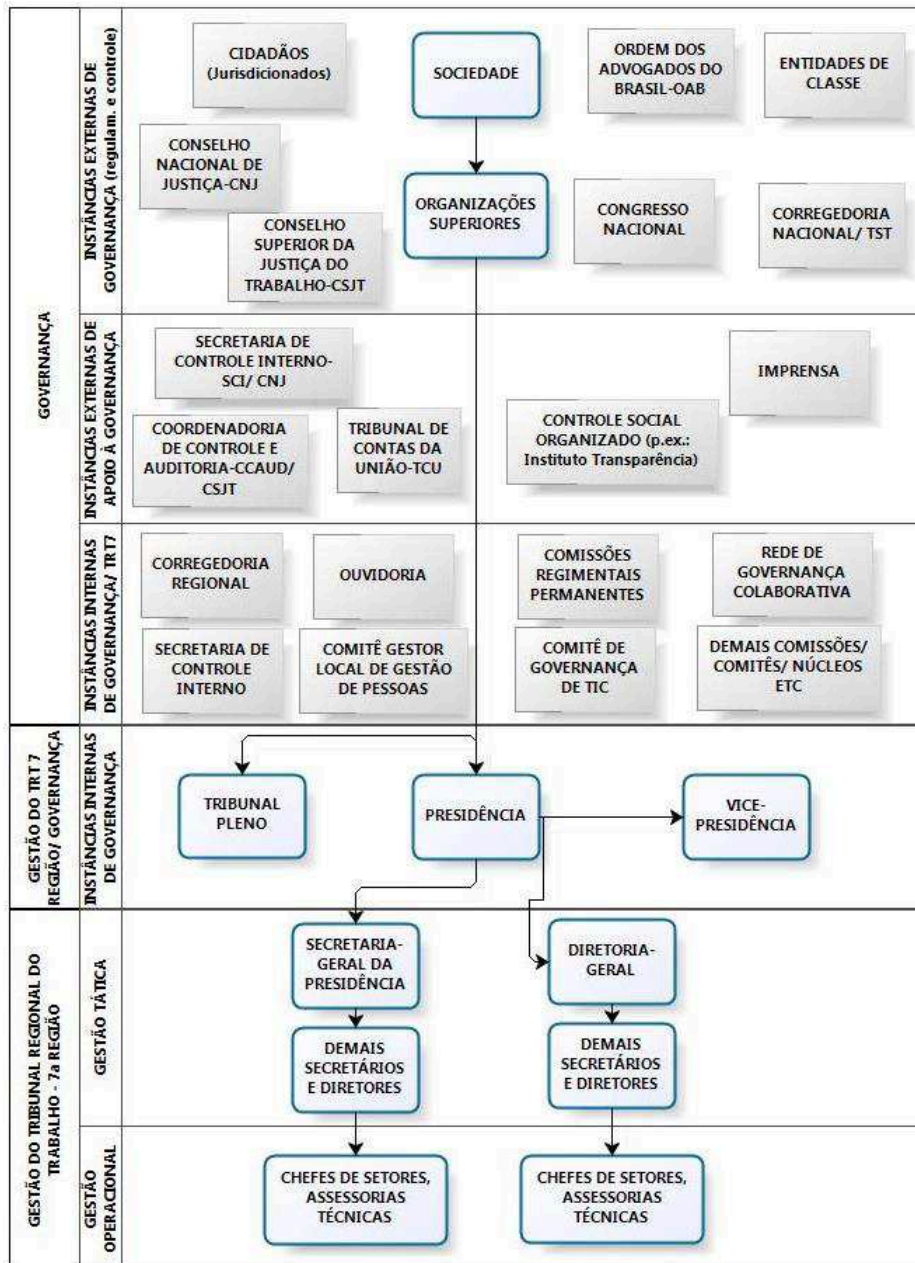 GOVERNANÇA
INSTÂNCIAS EXTERNAS DE
GOVERNANÇA (regulam. e controle)
CIDADÃOS
(Jurisdicionados)
SOCIEDADE
ORDEM DOS
ADVOGADOS DO
BRASIL-OAB
ENTIDADES DE
CLASSE
CONSELHO
NACIONAL DE
JUSTIÇA-CNJ
CONSELHO
SUPERIOR DA
JUSTIÇA DO
TRABALHO-CSJT
ORGANIZAÇÕES
SUPERIORES
CONGRESSO
NACIONAL
CORREGEDORIA
NACIONAL/ TST
INSTÂNCIAS EXTERNAS DE
APOIO À GOVERNANÇA
SECRETARIA DE
CONTROLE INTERNO-
SCI/ CNJ
IMPRENSA
COORDENADORIA
DE CONTROLE E
AUDITORIA-CCAUD/
CSJT
TRIBUNAL DE
CONTAS DA
UNIÃO-TCU
CONTROLE SOCIAL
ORGANIZADO (p.ex.:
Instituto Transparência)
INSTÂNCIAS INTERNAS
DE GOVERNANÇA/ TRT7
CORREGEDORIA
REGIONAL
OUVIDORIA
COMISSÕES
REGIMENTAIS
PERMANENTES
REDE DE
GOVERNANÇA
COLABORATIVA
SECRETARIA DE
CONTROLE
INTERNO
COMITÊ GESTOR
LOCAL DE GESTÃO
DE PESSOAS
COMITÊ DE
GOVERNANÇA
DE TIC
DEMAIS COMISSÕES/
COMITÊS/ NÚCLEOS
ETC
GESTÃO DO TRT 7
REGIÃO/ GOVERNANÇA
INSTÂNCIAS INTERNAS
DE GOVERNANÇA
TRIBUNAL
PLENO
PRESIDÊNCIA
VICE-
PRESIDÊNCIA
GESTÃO DO TRIBUNAL REGIONAL DO
TRABALHO - 7a REGIÃO
GESTÃO TÁTICA
SECRETARIA-
GERAL DA
PRESIDÊNCIA
DIRETORIA-
GERAL
DEMAIS
SECRETÁRIOS
E DIRETORES
DEMAIS
SECRETÁRIOS
E DIRETORES
GESTÃO
OPERACIONAL
CHEFES DE SETORES,
ASSESSORIAS
TÉCNICAS
CHEFES DE SETORES,
ASSESSORIAS
TÉCNICAS